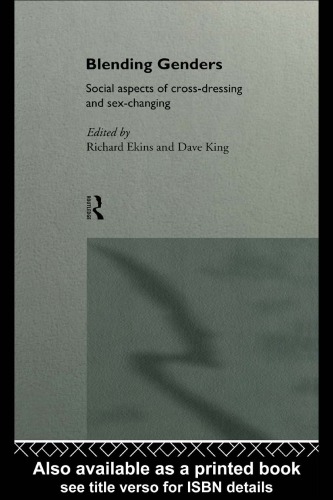 Blending Genders
Social aspects of cross-dressing
and sex-changing
Edited by
Richard Ekins and Dave King
ROUTLEDGE
Also available as a printed book
see title verso for ISBN details